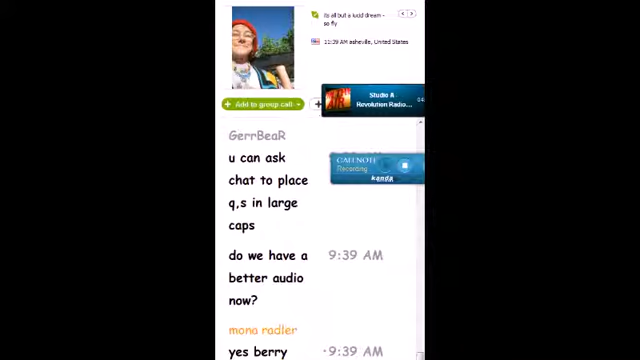 its all but a lucid dream -
so fly
11:39 AM asheville, United States
Add to group call
Studio A
Revolution Radio...
GerrBeaR
u can ask
chat to place
q,s in large
caps
CALLNOTE
Recording
kenda
do we have a
better audio
now?
9:39 AM
mona radler
yes berry
9:39 AM